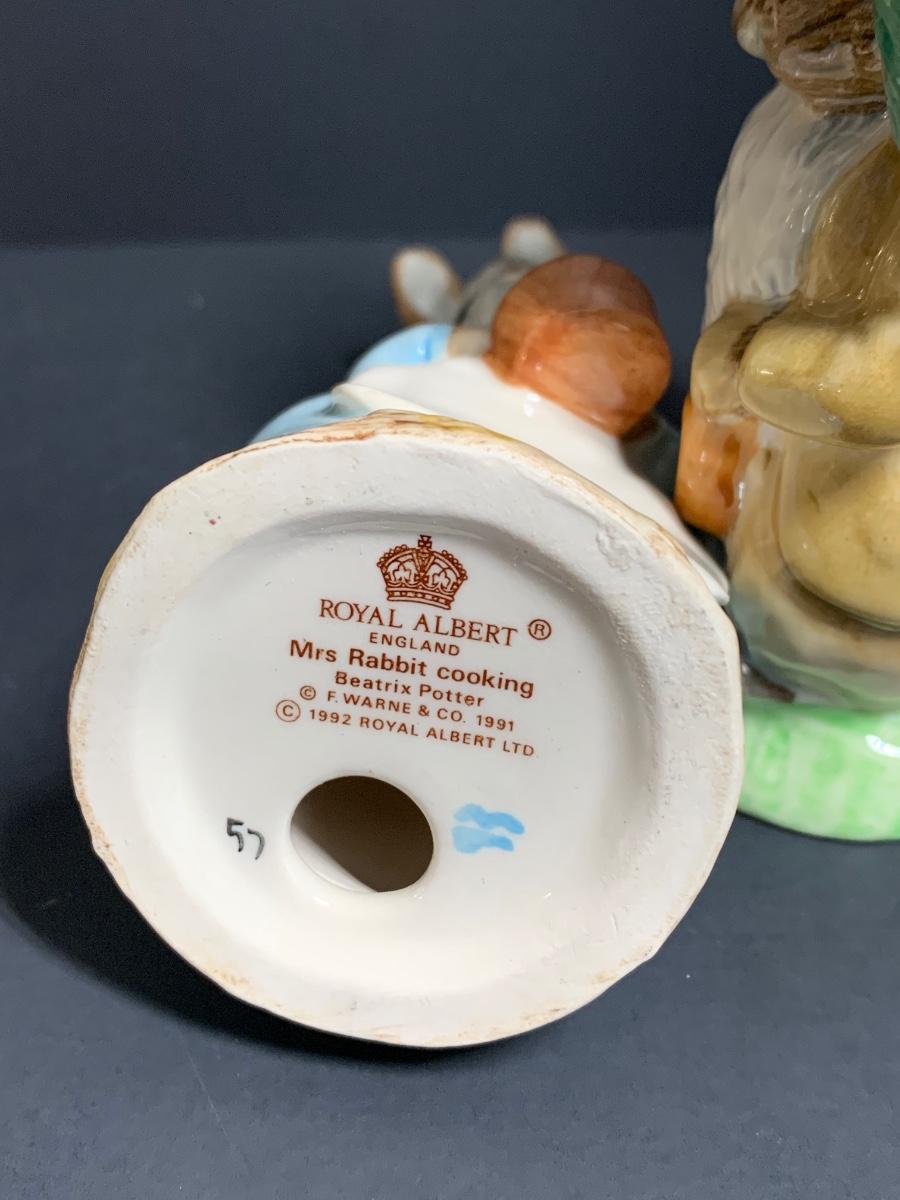 ROYAL ALBERT ®
ENGLAND
Mrs Rabbit cooking
Beatrix Potter
© F. WARNE & CO. 1991
© 1992 ROYAL ALBERT LTD
57